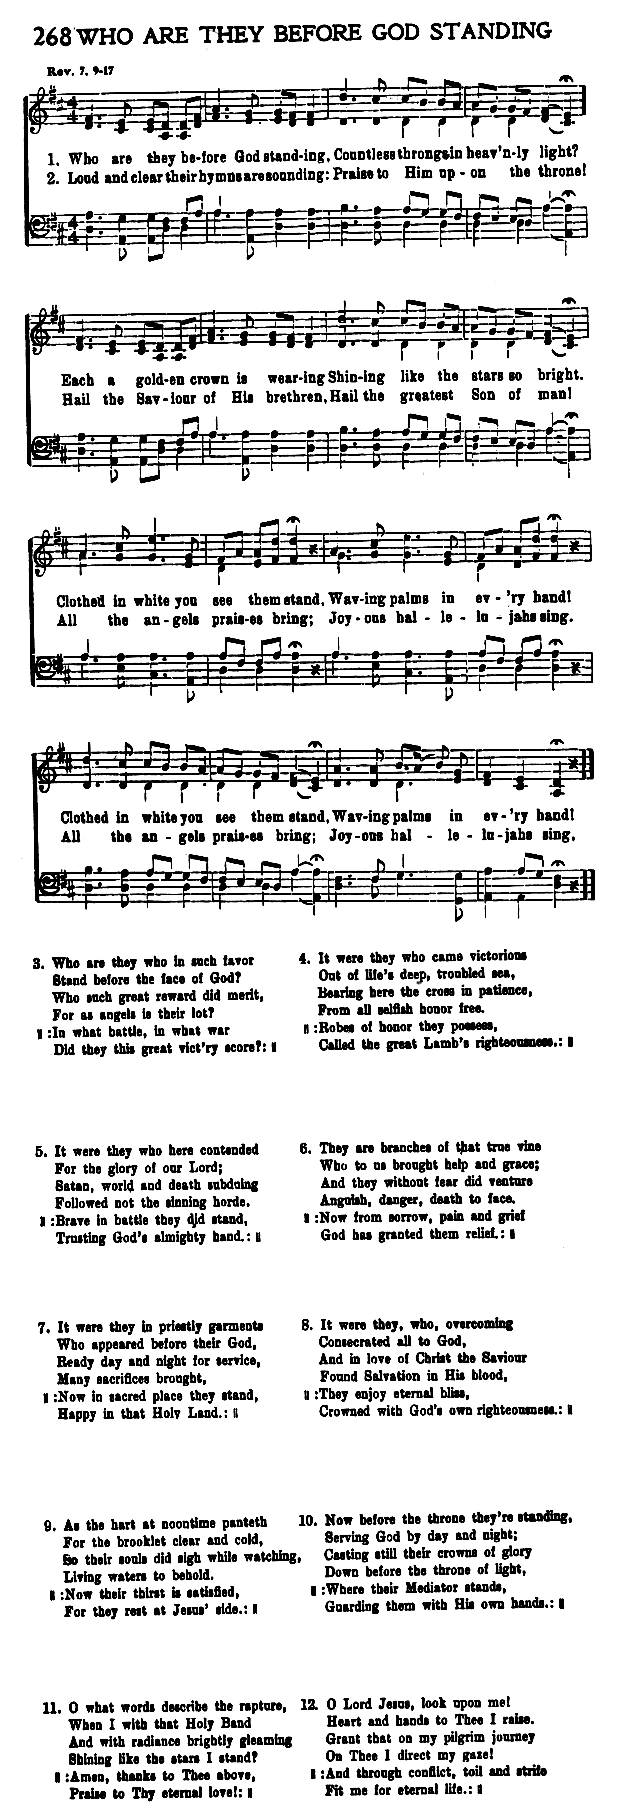 268 WHO ARE THEY BEFORE GOD STANDING
Rev. 7. 9-17
1. Who are they be-fore God stand-ing, Countless throngs in heav'n-ly light?
2. Loud and clear their hymns are sounding: Praise to Him up - on the throne!
Each a gold-en crown is wear-ing Shin-ing like the stars so bright.
Hail the Sav-iour of His brethren, Hail the greatest Son of man!
Clothed in white you see them stand, Wav-ing palms in ev - 'ry hand!
All the an-gels prais-es bring; Joy-ous hal - le - lu - jahs sing.
Clothed in white you see them stand, Wav-ing palms in ev-'ry hand!
All the an - gels prais-es bring; Joy-ous hal - le - lu-jahs sing.
3. Who are they who in such favor
Stand before the face of God?
Who such great reward did merit,
For as angels is their lot?
‖:In what battle, in what war
Did they this great vict'ry score?:‖
4. It were they who came victorious
Out of life's deep, troubled sea,
Bearing here the cross in patience,
From all selfish honor free.
‖:Robes of honor they possess,
Called the great Lamb's righteousness.:‖
5. It were they who here contended
For the glory of our Lord;
Satan, world and death subduing
Followed not the sinning horde.
‖:Brave in battle they did stand,
Trusting God's almighty hand.:‖
6. They are branches of that true vine
Who to us brought help and grace;
And they without fear did venture
Anguish, danger, death to face.
‖:Now from sorrow, pain and grief
God has granted them relief.:‖
7. It were they in priestly garments
Who appeared before their God,
Ready day and night for service,
Many sacrifices brought,
‖:Now in sacred place they stand,
Happy in that Holy Land.:‖
8. It were they, who, overcoming
Consecrated all to God,
And in love of Christ the Saviour
Found Salvation in His blood,
‖:They enjoy eternal bliss,
Crowned with God's own righteousness.:‖
9. As the hart at noontime panteth
For the brooklet clear and cold,
So their souls did sigh while watching,
Living waters to behold.
‖:Now their thirst is satisfied,
For they rest at Jesus' side.:‖
10. Now before the throne they're standing,
Serving God by day and night;
Casting still their crowns of glory
Down before the throne of light,
‖:Where their Mediator stands,
Guarding them with His own hands.:‖
11. O what words describe the rapture,
When I with that Holy Band
And with radiance brightly gleaming
Shining like the stars I stand?
‖:Amen, thanks to Thee above,
Praise to Thy eternal love!:‖
12. O Lord Jesus, look upon me!
Heart and hands to Thee I raise.
Grant that on my pilgrim journey
On Thee I direct my gaze!
‖:And through conflict, toil and strife
Fit me for eternal life.:‖